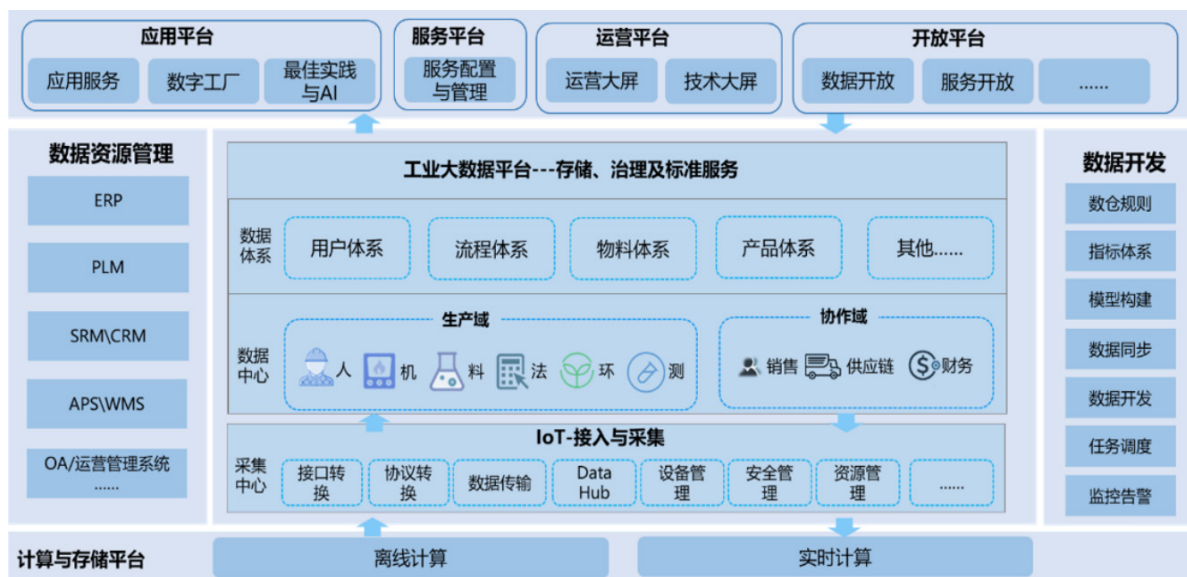 应用平台
应用服务
数字工厂
最佳实践
与AI
服务平台
服务配置
与管理
运营平台
运营大屏
技术大屏
开放平台
数据开放
服务开放
......
数据资源管理
ERP
PLM
SRM\CRM
APS\WMS
OA/运营管理系统
......
工业大数据平台---存储、治理及标准服务
数据
体系
用户体系
流程体系
物料体系
产品体系
其他......
数据
中心
生产域
人
机
料
法
环
测
协作域
销售
供应链
财务
IoT-接入与采集
采集
中心
接口转
换
协议转
换
数据传输
Data
Hub
设备管
理
安全管
理
资源管
理
......
数据开发
数仓规则
指标体系
模型构建
数据同步
数据开发
任务调度
监控告警
计算与存储平台
离线计算
实时计算